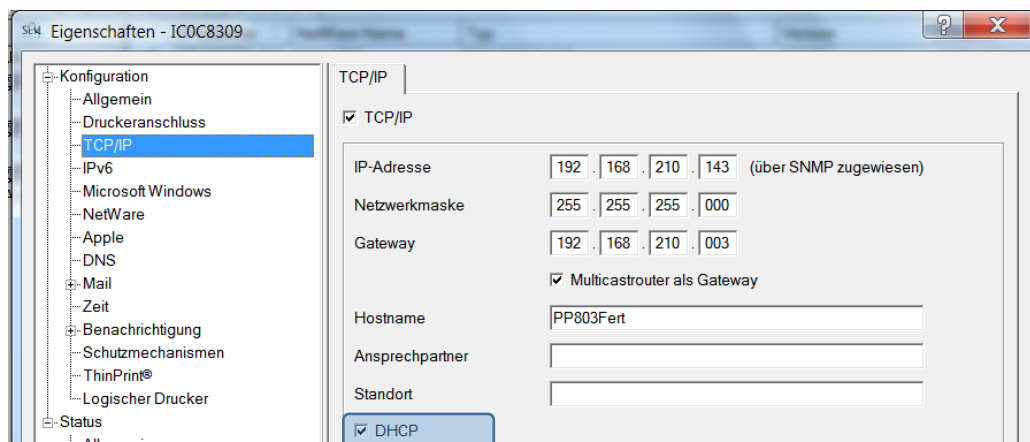 SEH Eigenschaften - IC0C8309
Konfiguration
Allgemein
Druckeranschluss
TCP/IP
IPv6
Microsoft Windows
NetWare
Apple
DNS
Mail
Zeit
Benachrichtigung
Schutzmechanismen
ThinPrint®
Logischer Drucker
Status
TCP/IP
TCP/IP
IP-Adresse 192 . 168 . 210 . 143 (über SNMP zugewiesen)
Netzwerkmaske 255 . 255 . 255 . 000
Gateway 192 . 168 . 210 . 003
Multicastrouter als Gateway
Hostname PP803Fert
Ansprechpartner
Standort
DHCP